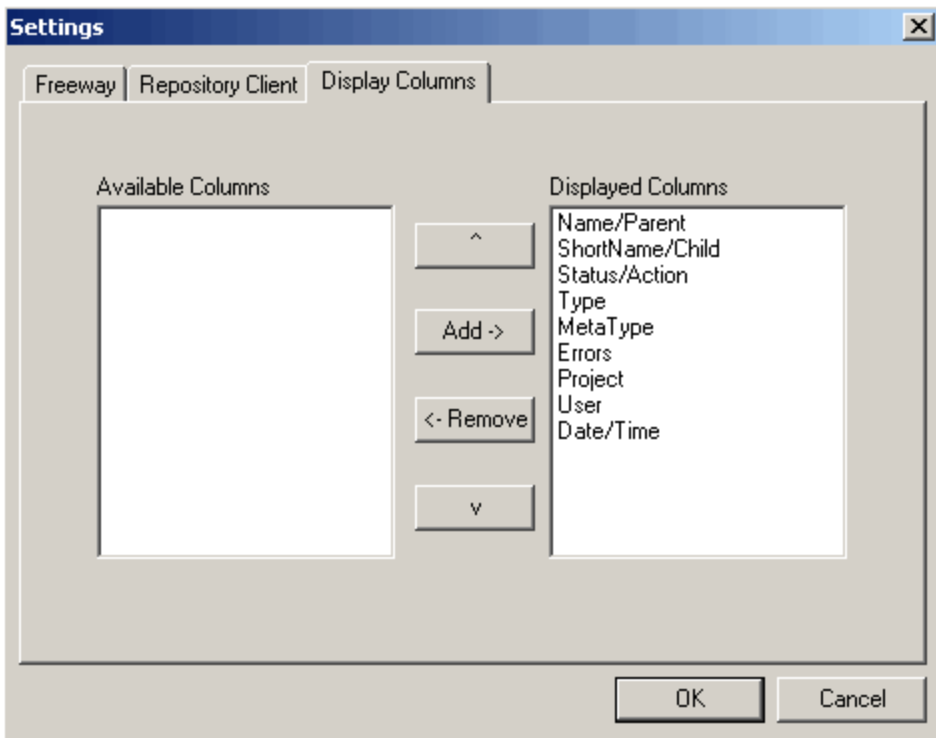 Settings
Freeway
Repository Client
Display Columns
Available Columns
Displayed Columns
^
Add ->
<- Remove
v
Name/Parent
ShortName/Child
Status/Action
Type
MetaType
Errors
Project
User
Date/Time
OK
Cancel